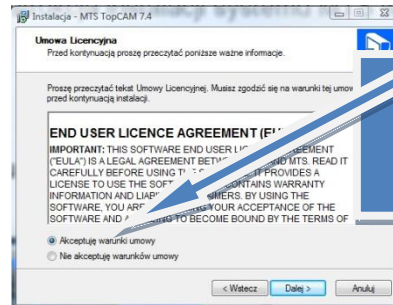 Instalacja - MTS TopCAM 7.4
Umowa Licencyjna
Przed kontynuacją proszę przeczytać poniższe ważne informacje.
Proszę przeczytać tekst Umowy Licencyjnej. Musisz zgodzić się na warunki tej umow
przed kontynuacją instalacji.
END USER LICENCE AGREEMENT
IMPORTANT: THIS SOFTWARE END USER
("EULA") IS A LEGAL AGREEMENT AND MTS. READ IT
CAREFULLY BEFORE USING PROVIDES A
LICENSE TO USE THE CONTAINS WARRANTY
INFORMATION AND BY USING THE
SOFTWARE, YOU YOUR ACCEPTANCE OF THE
SOFTWARE AND TO BECOME BOUND BY THE TERMS OF
Akceptuję warunki umowy
Nie akceptuję warunków umowy
< Wstecz Dalej > Anuluj